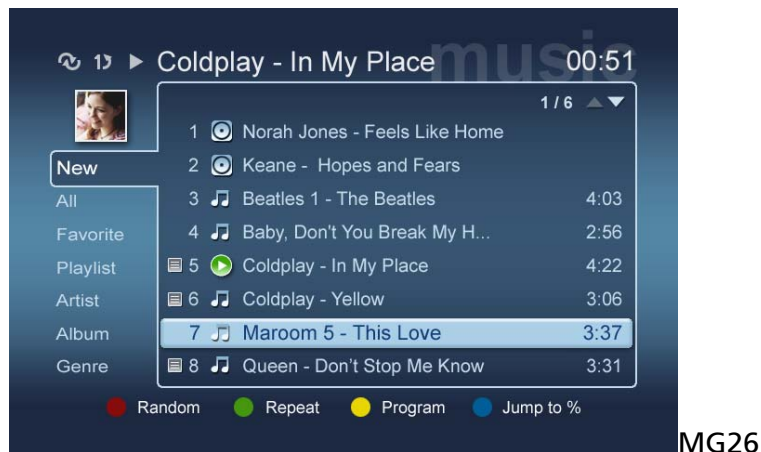 music
Coldplay - In My Place 00:51
1 / 6
1 Norah Jones - Feels Like Home
New 2 Keane - Hopes and Fears
All 3 Beatles 1 - The Beatles 4:03
Favorite 4 Baby, Don't You Break My H... 2:56
Playlist 5 Coldplay - In My Place 4:22
Artist 6 Coldplay - Yellow 3:06
Album 7 Maroom 5 - This Love 3:37
Genre 8 Queen - Don't Stop Me Know 3:31
Random Repeat Program Jump to %
MG26